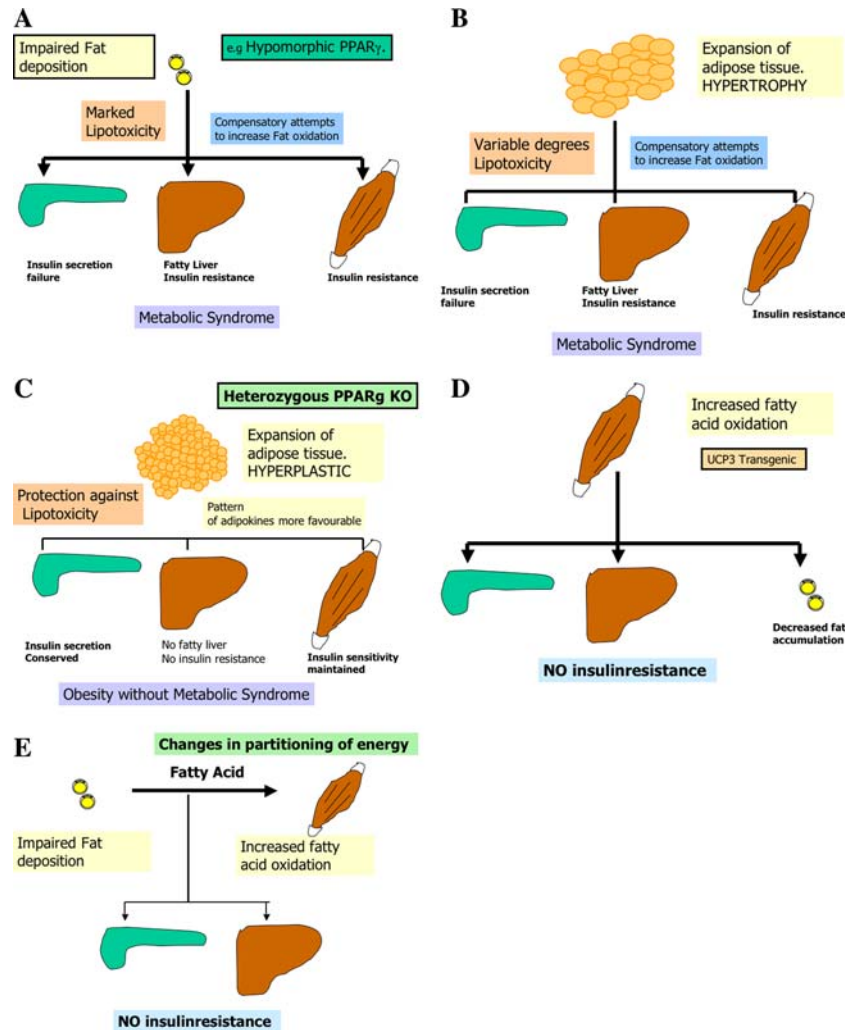 A
Impaired Fat
deposition
e.g Hypomorphic PPARγ.
Marked
Lipotoxicity
Compensatory attempts
to increase Fat oxidation
Insulin secretion
failure
Fatty Liver
Insulin resistance
Insulin resistance
Metabolic Syndrome
B
Expansion of
adipose tissue.
HYPERTROPHY
Variable degrees
Lipotoxicity
Compensatory attempts
to increase Fat oxidation
Insulin secretion
failure
Fatty Liver
Insulin resistance
Insulin resistance
Metabolic Syndrome
C
Heterozygous PPARg KO
Expansion of
adipose tissue.
HYPERPLASTIC
Protection against
Lipotoxicity
Pattern
of adipokines more favourable
Insulin secretion
Conserved
No fatty liver
No insulin resistance
Insulin sensitivity
maintained
Obesity without Metabolic Syndrome
D
Increased fatty
acid oxidation
UCP3 Transgenic
Decreased fat
accumulation
NO insulinresistance
E
Changes in partitioning of energy
Fatty Acid
Impaired Fat
deposition
Increased fatty
acid oxidation
NO insulinresistance